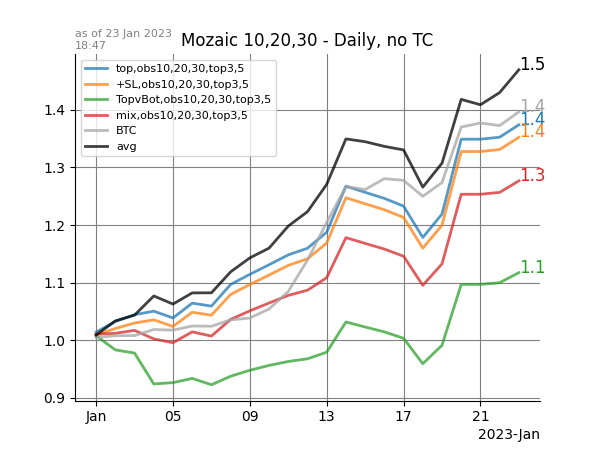 as of 23 Jan 2023
18:47
Mozaic 10,20,30 - Daily, no TC
top,obs10,20,30,top3,5
+SL,obs10,20,30,top3,5
TopvBot,obs10,20,30,top3,5
mix,obs10,20,30,top3,5
BTC
avg
1.5
1.4
1.4
1.4
1.3
1.1
1.4
1.3
1.2
1.1
1.0
0.9
Jan 05 09 13 17 21
2023-Jan